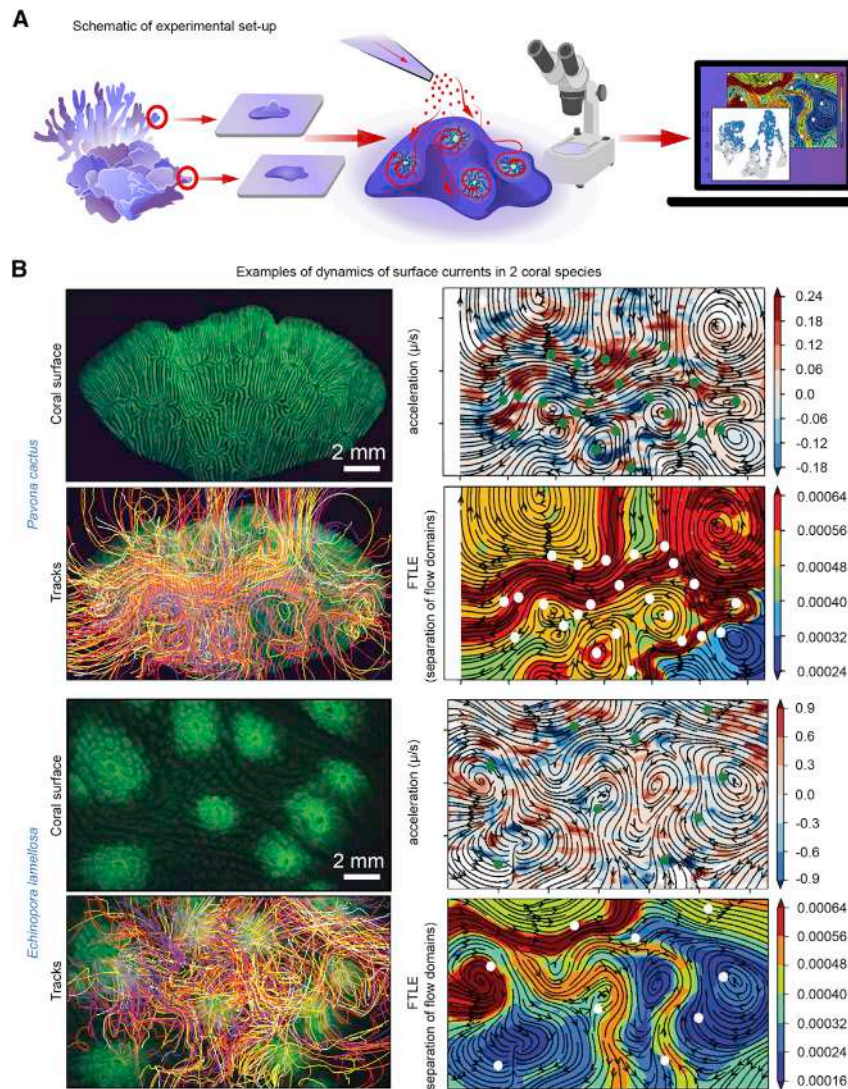 A
Schematic of experimental set-up
B
Examples of dynamics of surface currents in 2 coral species
Pavona cactus
Coral surface
2 mm
acceleration (μ/s)
0.24
0.18
0.12
0.06
0.0
-0.06
-0.12
-0.18
Tracks
FTLE
(separation of flow domains)
0.00064
0.00056
0.00048
0.00040
0.00032
0.00024
Echinopora lamellosa
Coral surface
2 mm
acceleration (μ/s)
0.9
0.6
0.3
0.0
-0.3
-0.6
-0.9
Tracks
FTLE
(separation of flow domains)
0.00064
0.00056
0.00048
0.00040
0.00032
0.00024
0.00016